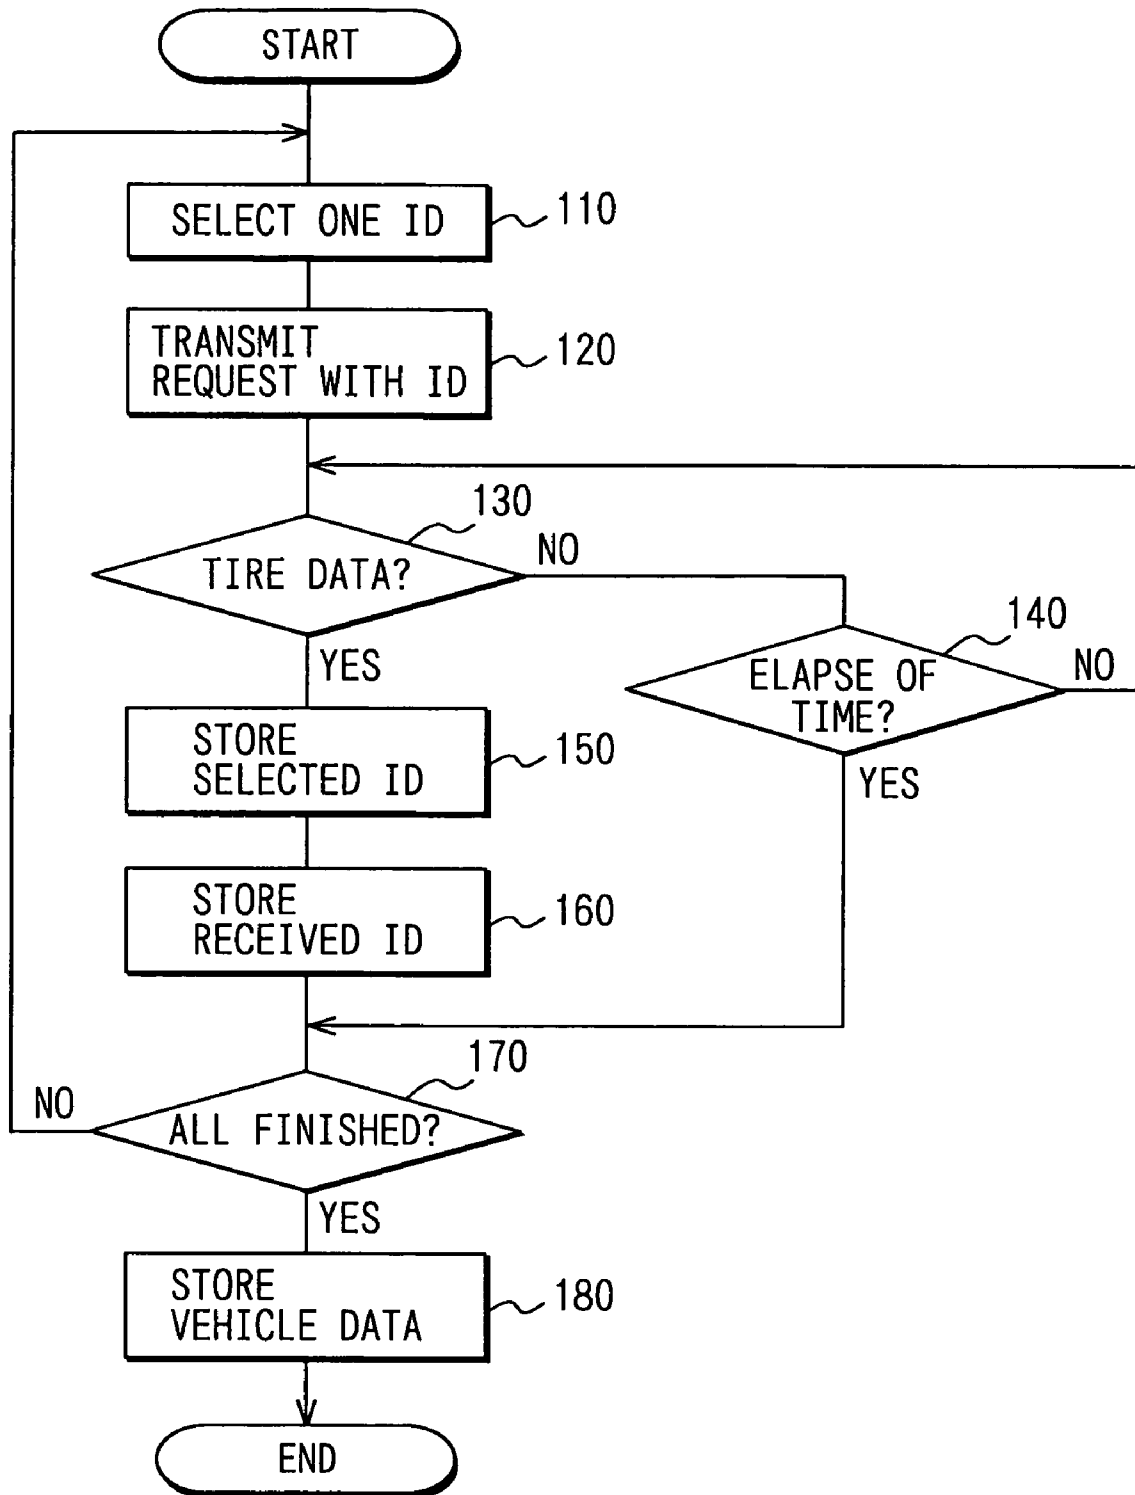 START
SELECT ONE ID
110
TRANSMIT
REQUEST WITH ID
120
130
TIRE DATA?
NO
YES
140
ELAPSE OF
TIME?
NO
YES
STORE
SELECTED ID
150
STORE
RECEIVED ID
160
170
ALL FINISHED?
NO
YES
STORE
VEHICLE DATA
180
END